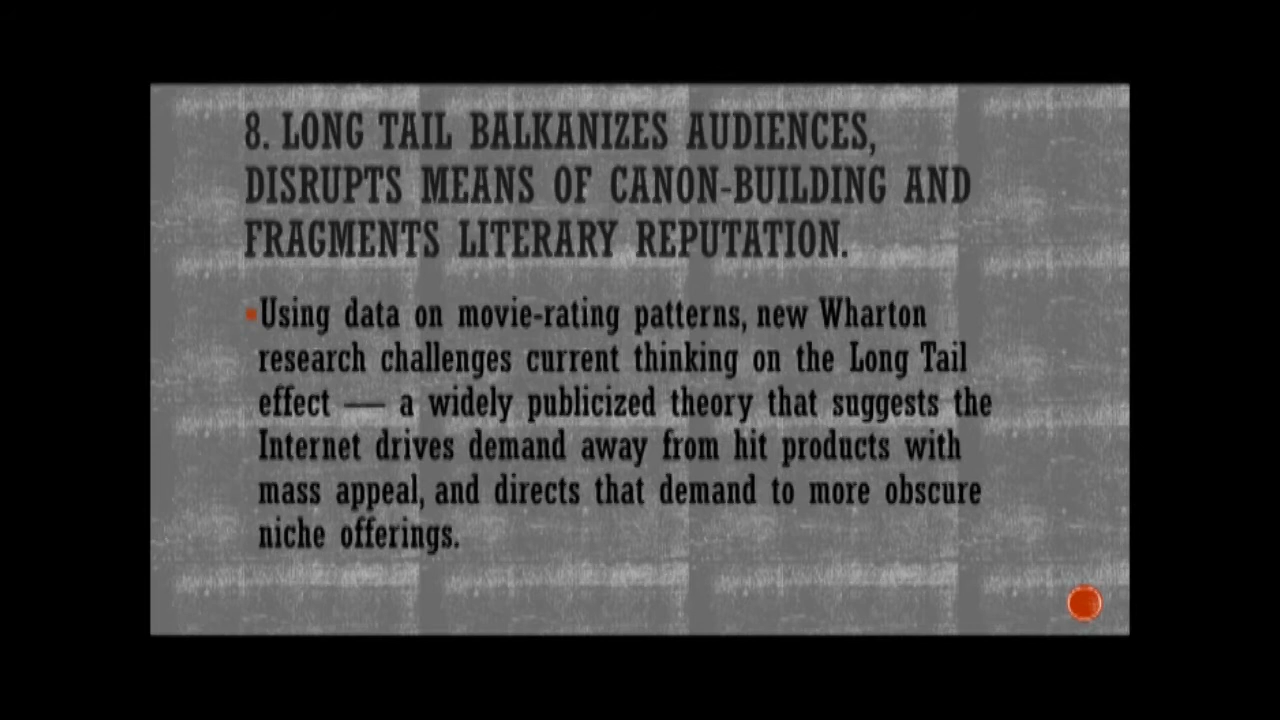 8. LONG TAIL BALKANIZES AUDIENCES,
DISRUPTS MEANS OF CANON-BUILDING AND
FRAGMENTS LITERARY REPUTATION.
▪Using data on movie-rating patterns, new Wharton
research challenges current thinking on the Long Tail
effect — a widely publicized theory that suggests the
Internet drives demand away from hit products with
mass appeal, and directs that demand to more obscure
niche offerings.